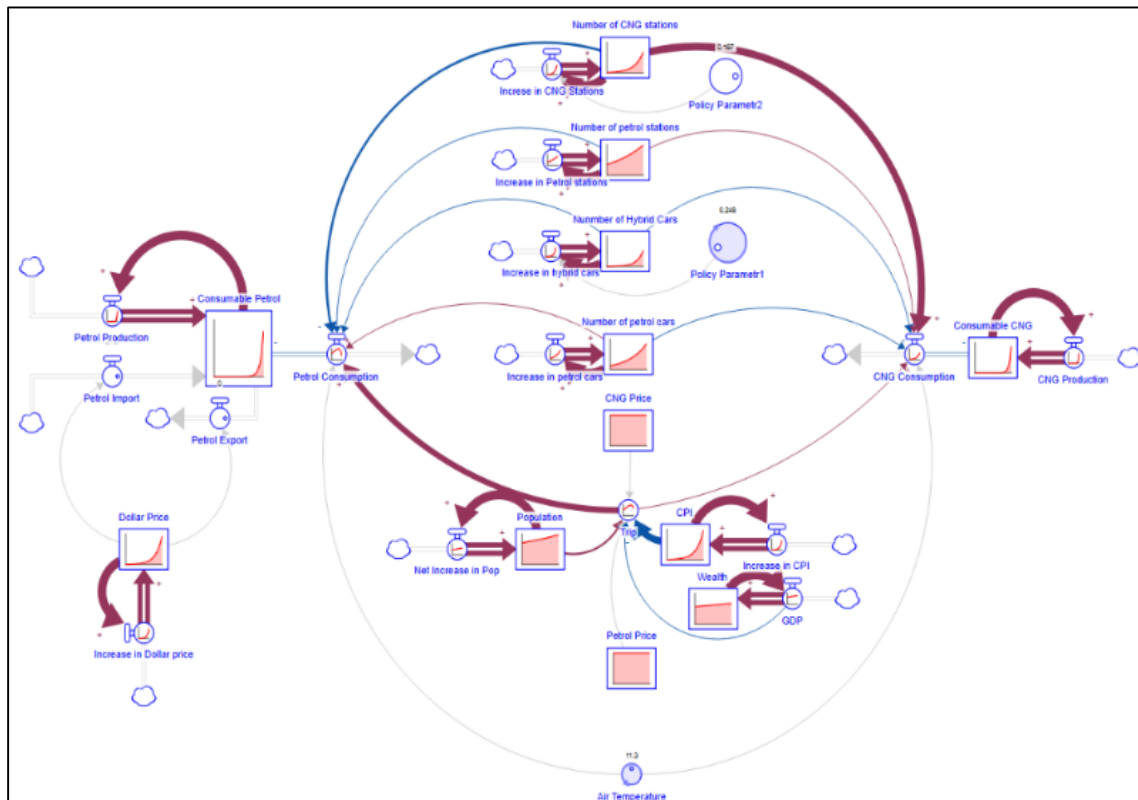 Number of CNG stations
0.187
Increse in CNG Stations
Policy Parametr2
Number of petrol stations
Increase in Petrol stations
Nunmber of Hybrid Cars
0.248
Increase in hybrid cars
Policy Parametr1
Consumable Petrol
Petrol Production
Number of petrol cars
Consumable CNG
Petrol Consumption
Increase in petrol cars
CNG Consumption
CNG Production
Petrol Import
Petrol Export
CNG Price
Dollar Price
Population
Trip
CPI
Net Increase in Pop
Increase in CPI
Wealth
GDP
Increase in Dollar price
Petrol Price
11.3
Air Temperature